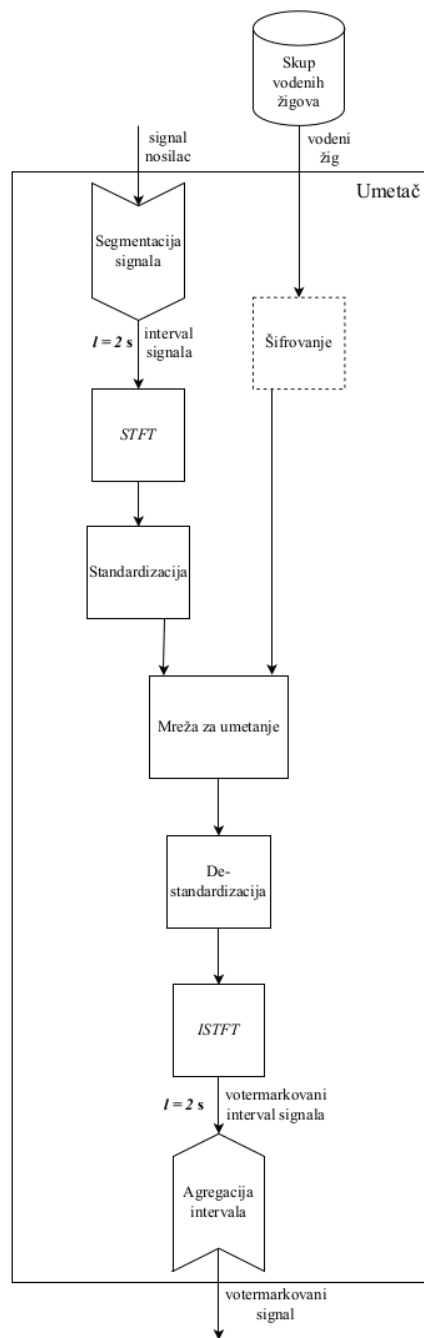 Skup
vodenih
žigova
signal
nosilac
vodeni
žig
Umetač
Segmentacija
signala
l = 2 s
interval
signala
Šifrovanje
STFT
Standardizacija
Mreža za umetanje
De-
standardizacija
ISTFT
l = 2 s
votermarkovani
interval signala
Agregacija
intervala
votermarkovani
signal